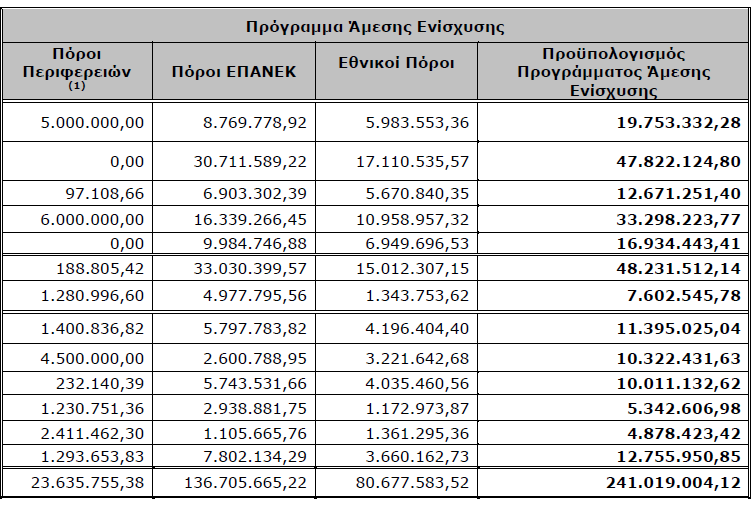 Πρόγραμμα Άμεσης Ενίσχυσης
Πόροι Περιφερειών (1) Πόροι ΕΠΑΝΕΚ Εθνικοί Πόροι Προϋπολογισμός Προγράμματος Άμεσης Ενίσχυσης
5.000.000,00 8.769.778,92 5.983.553,36 19.753.332,28
0,00 30.711.589,22 17.110.535,57 47.822.124,80
97.108,66 6.903.302,39 5.670.840,35 12.671.251,40
6.000.000,00 16.339.266,45 10.958.957,32 33.298.223,77
0,00 9.984.746,88 6.949.696,53 16.934.443,41
188.805,42 33.030.399,57 15.012.307,15 48.231.512,14
1.280.996,60 4.977.795,56 1.343.753,62 7.602.545,78
1.400.836,82 5.797.783,82 4.196.404,40 11.395.025,04
4.500.000,00 2.600.788,95 3.221.642,68 10.322.431,63
232.140,39 5.743.531,66 4.035.460,56 10.011.132,62
1.230.751,36 2.938.881,75 1.172.973,87 5.342.606,98
2.411.462,30 1.105.665,76 1.361.295,36 4.878.423,42
1.293.653,83 7.802.134,29 3.660.162,73 12.755.950,85
23.635.755,38 136.705.665,22 80.677.583,52 241.019.004,12